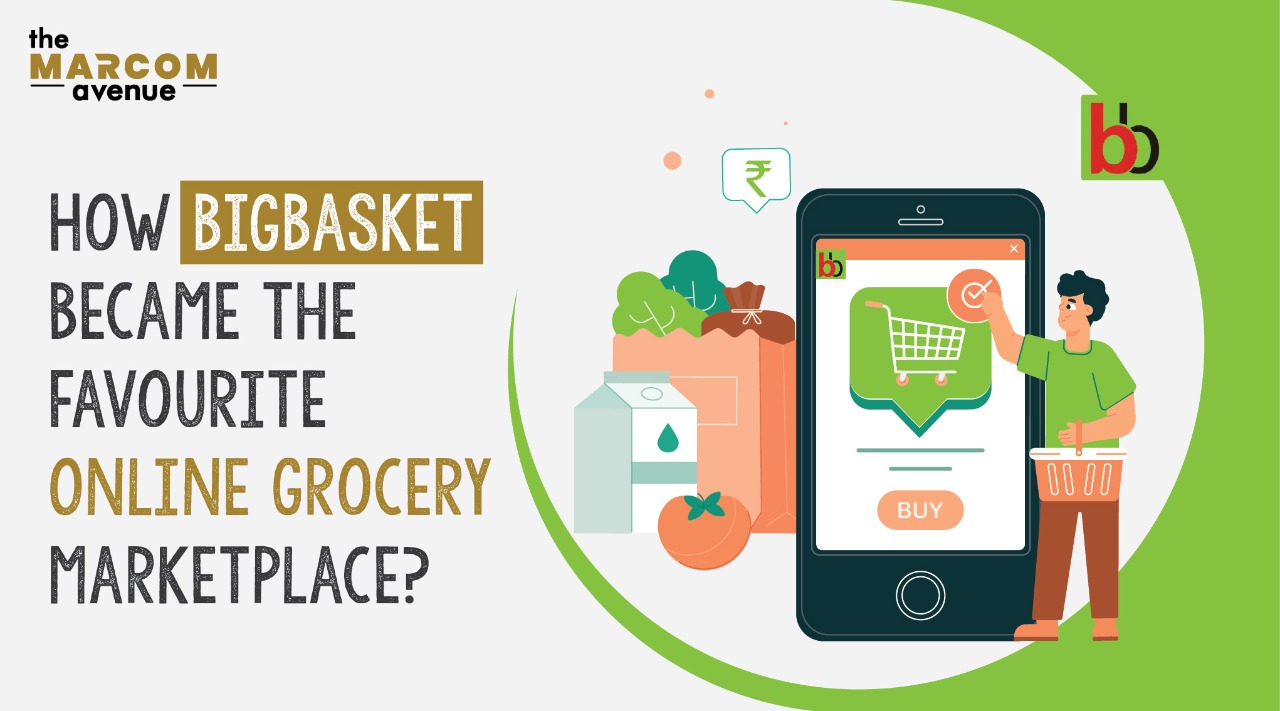 the
MARCOM
avenue
HOW BIGBASKET
BECAME THE
FAVOURITE
ONLINE GROCERY
MARKETPLACE?
₹
bb
bb
BUY